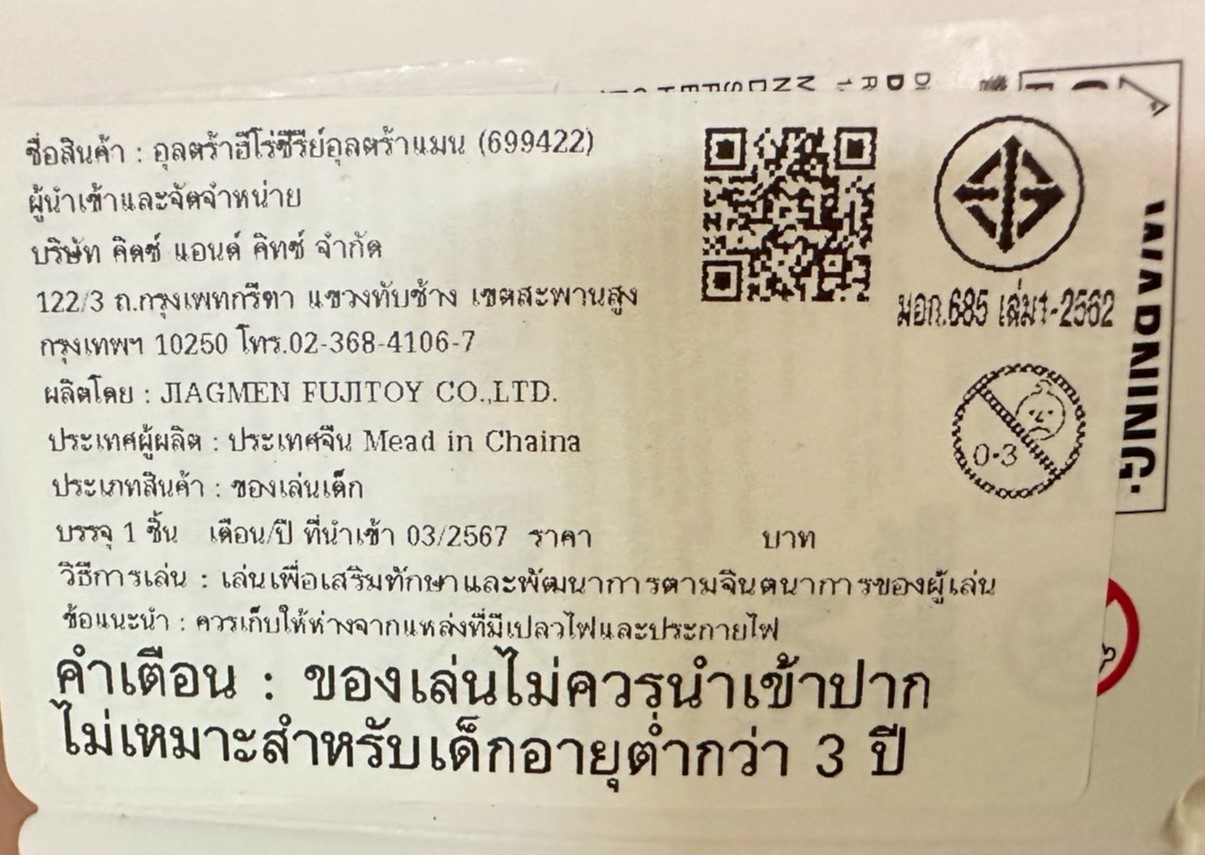 ชื่อสินค้า : อุลตร้าฮีโร่ซีรีย์อุลตร้าแมน (699422)
ผู้นำเข้าและจัดจำหน่าย
บริษัท คิดซ์ แอนด์ คิทซ์ จำกัด
122/3 ถ.กรุงเพทกรีทา แขวงทับช้าง เขตสะพานสูง
กรุงเทพฯ 10250 โทร.02-368-4106-7
ผลิตโดย : JIAGMEN FUJITOY CO.,LTD.
ประเทศผู้ผลิต : ประเทศจีน Mead in Chaina
ประเภทสินค้า : ของเล่นเด็ก
บรรจุ 1 ชิ้น เดือน/ปี ที่นำเข้า 03/2567 ราคา บาท
วิธีการเล่น : เล่นเพื่อเสริมทักษาและพัฒนาการตามจินตนาการของผู้เล่น
ข้อแนะนำ : ควรเก็บให้ห่างจากแหล่งที่มีเปลวไฟและประกายไฟ
คำเตือน : ของเล่นไม่ควรนำเข้าปาก
ไม่เหมาะสำหรับเด็กอายุต่ำกว่า 3 ปี
มอก.685 เล่ม1-2562
0-3
WARNING: